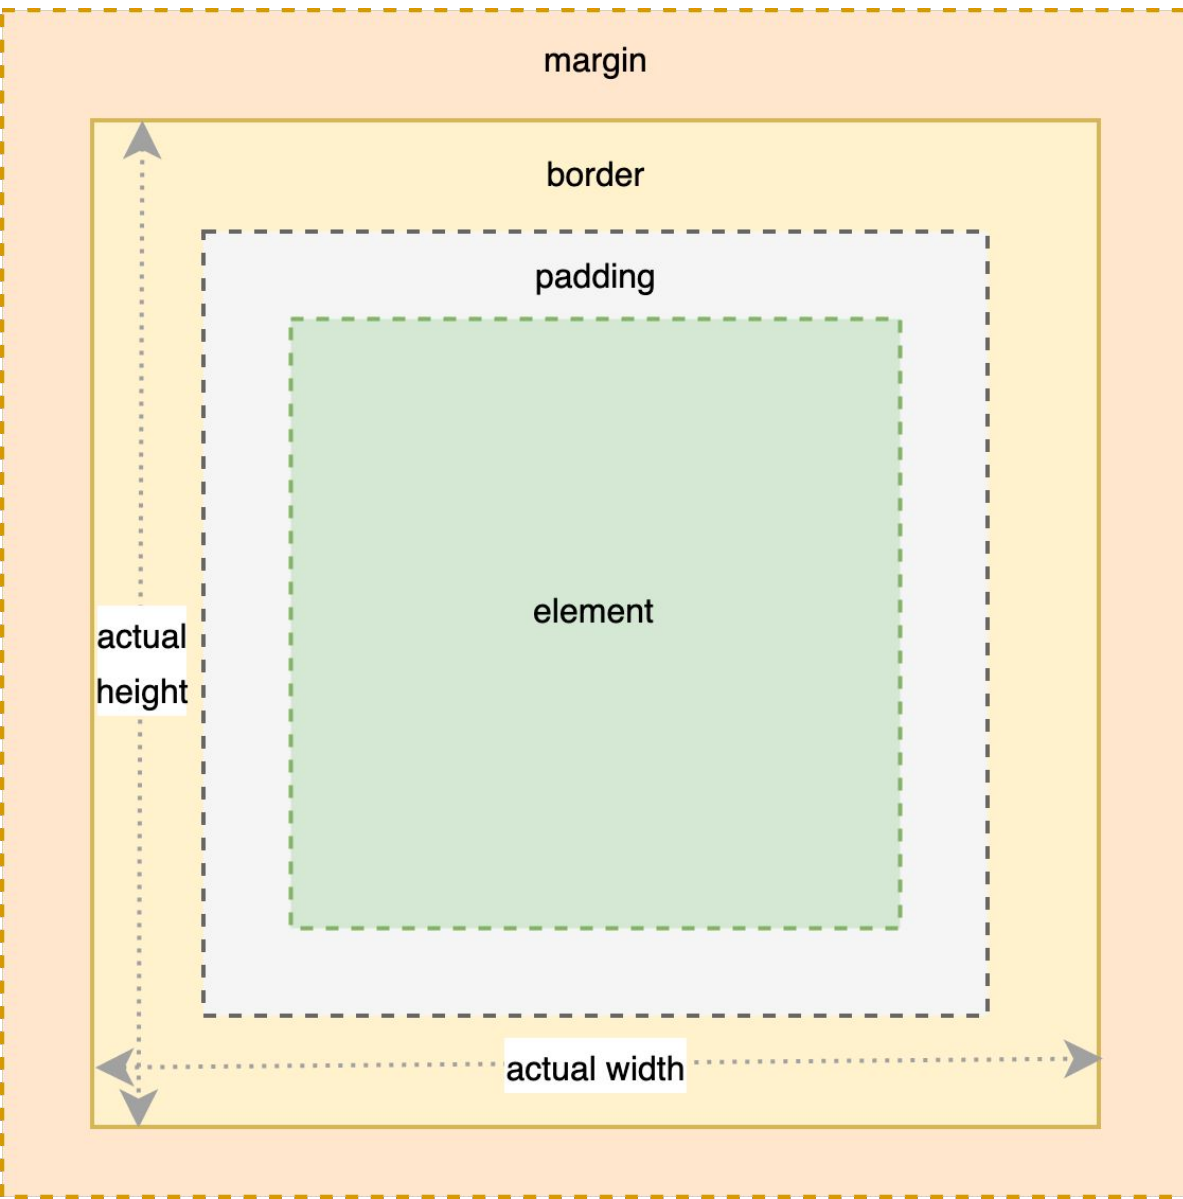 margin
border
padding
element
actual
height
actual width